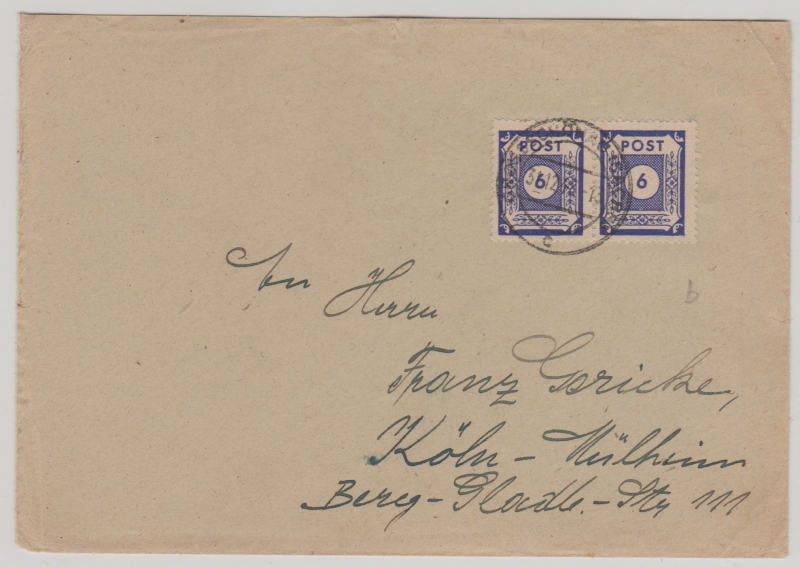 POST POST
6 6
b
An Herrn
Franz Gericke,
Köln-Mülheim
Berg-Gladb.-Str 111